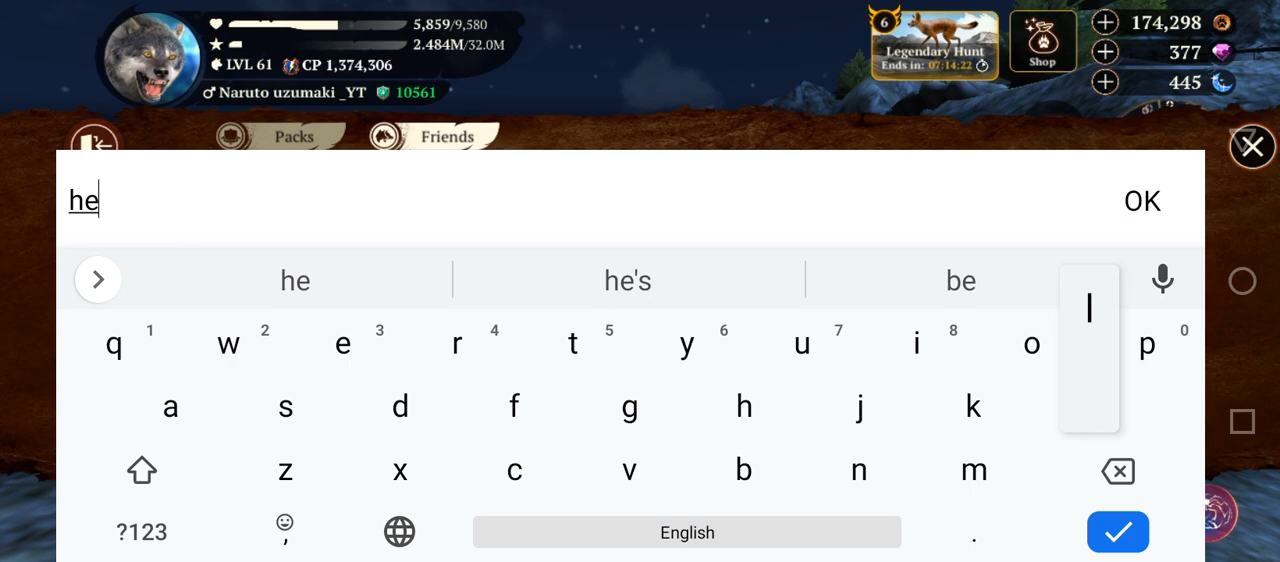 5,859/9,580
2.484M/32.0M
LVL 61 CP 1,374,306
Naruto uzumaki _YT 10561
6
Legendary Hunt
Ends in: 07:14:22
Shop
174,298
377
445
Packs Friends
he OK
he he's be
l
q 1 w 2 e 3 r 4 t 5 y 6 u 7 i 8 o p 0
a s d f g h j k
z x c v b n m
?123 , English .